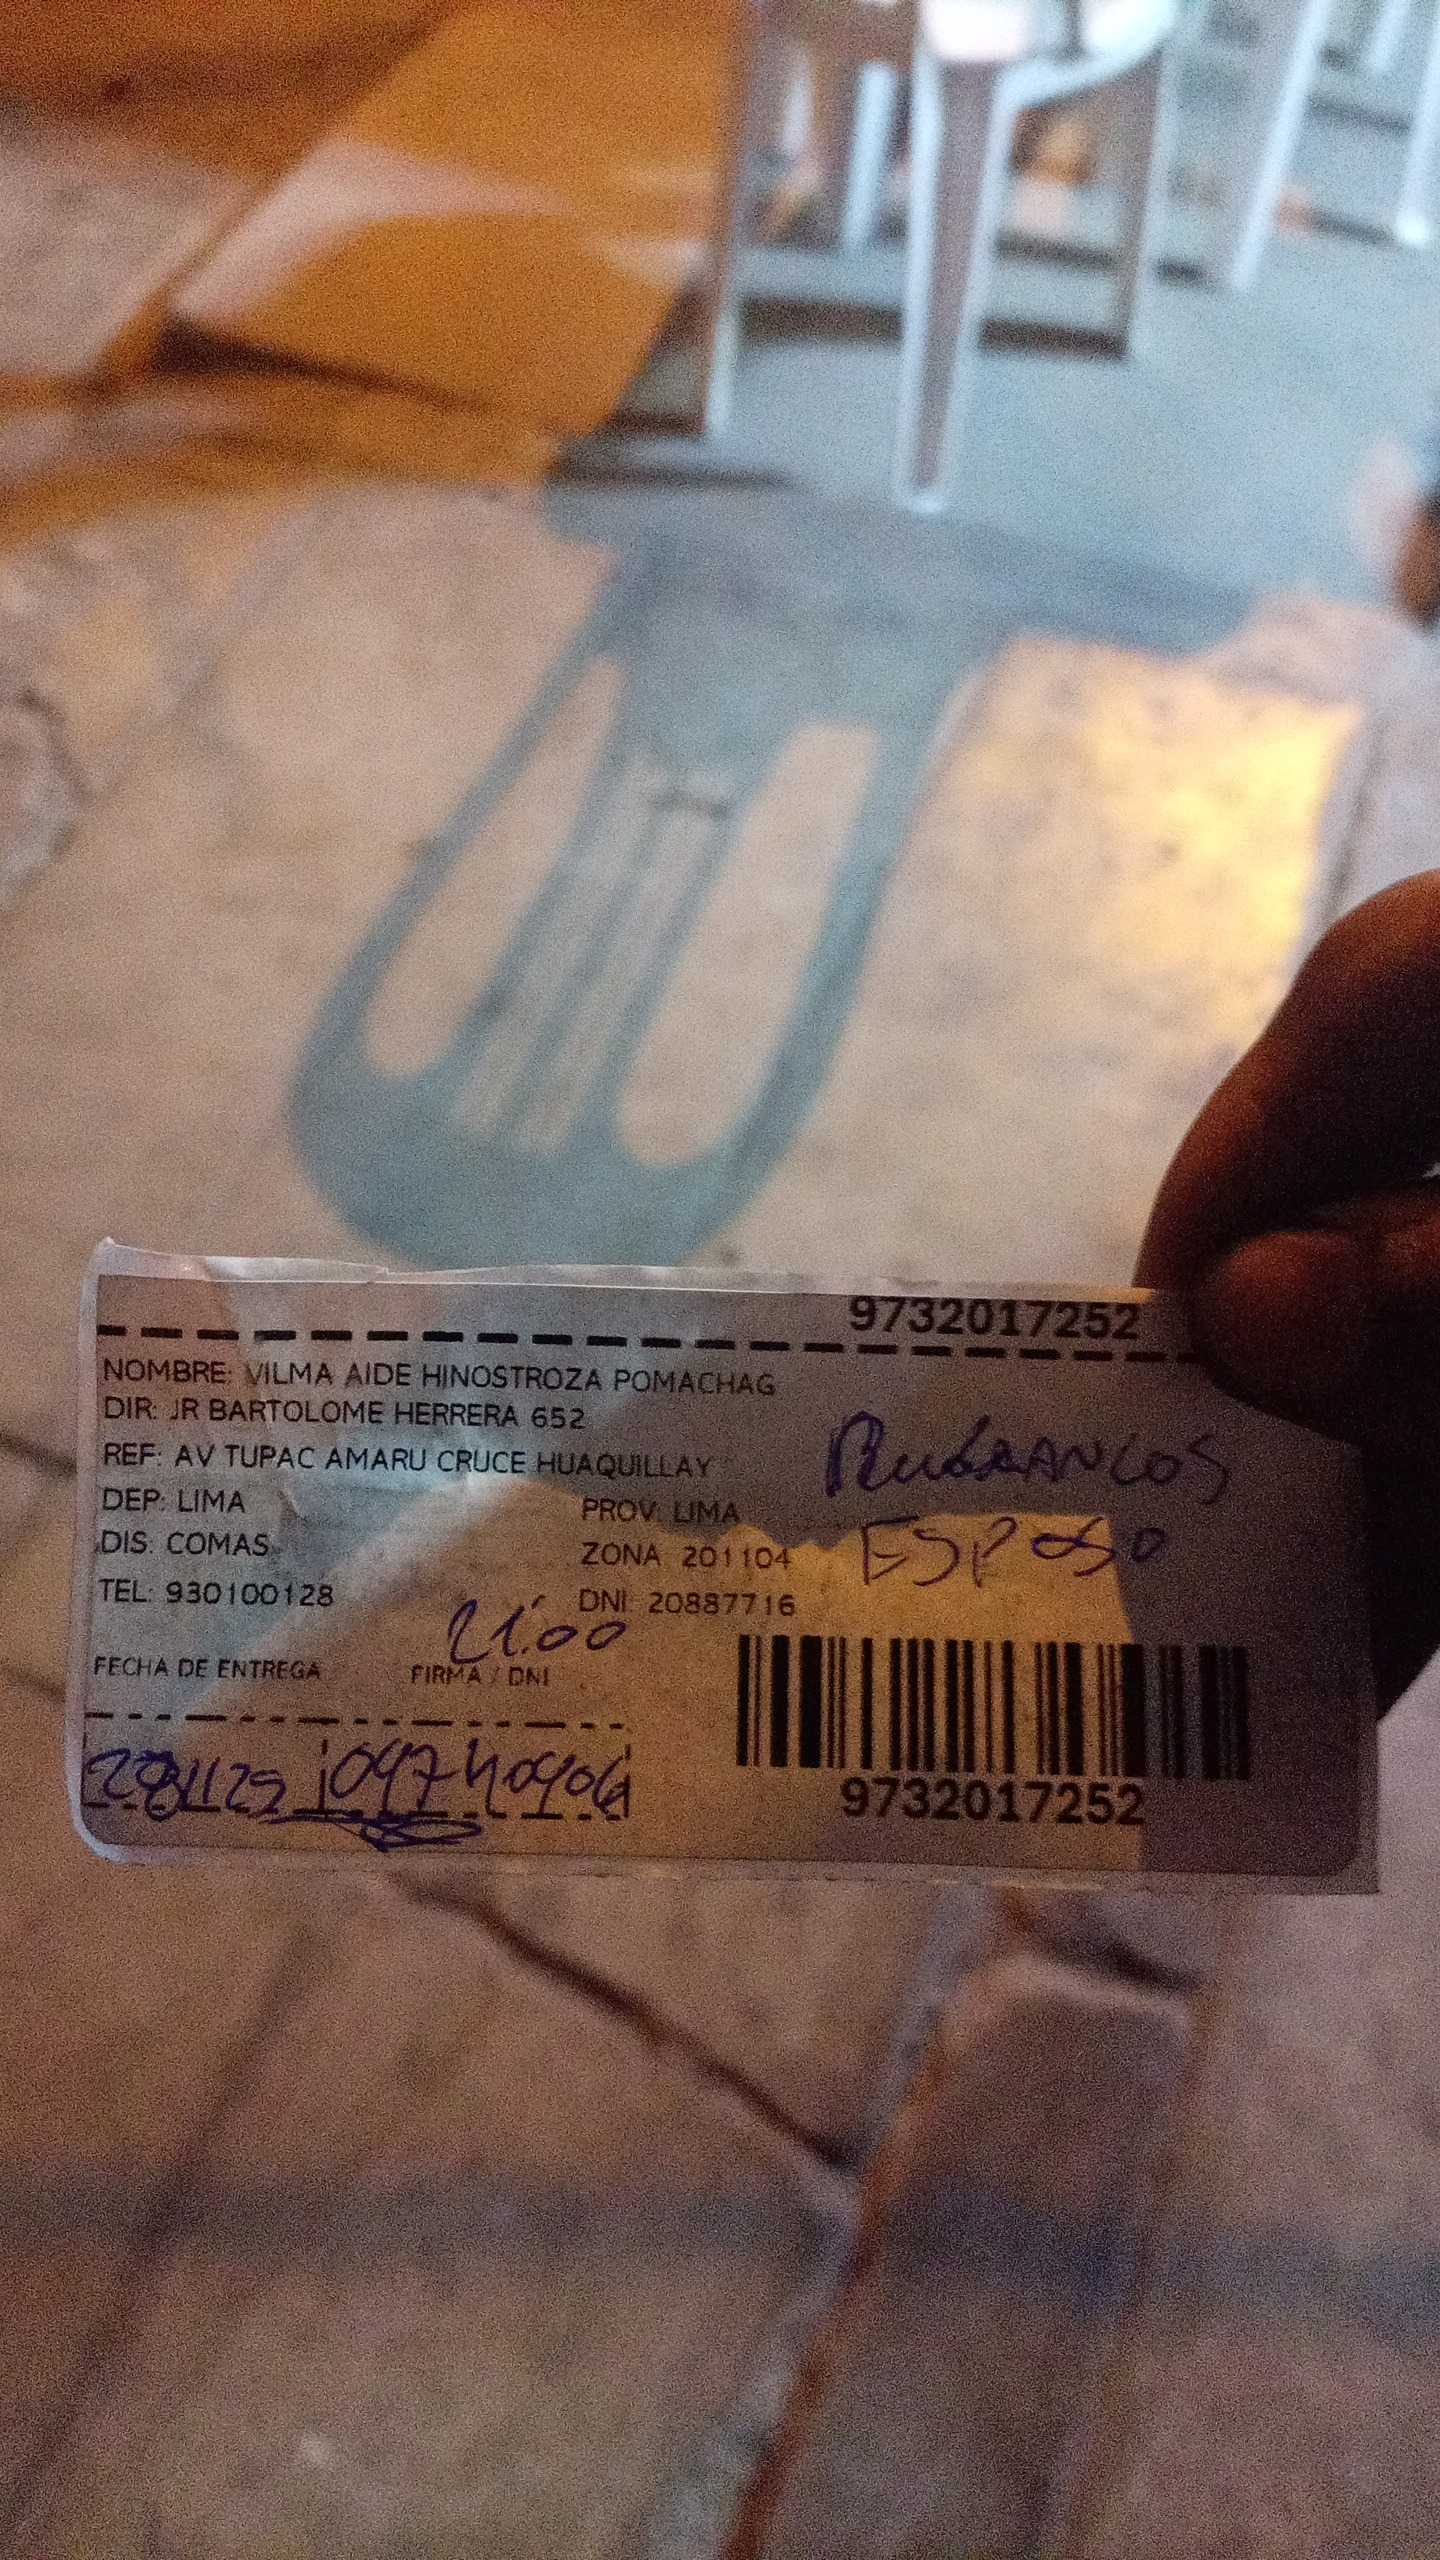 9732017252
NOMBRE: VILMA AIDE HINOSTROZA POMACHAG
DIR: JR BARTOLOME HERRERA 652
REF: AV TUPAC AMARU CRUCE HUAQUILLAY
DEP: LIMA PROV: LIMA
DIS: COMAS ZONA 201104
ESPOSO
TEL: 930100128 DNI: 20887716
21:00
FECHA DE ENTREGA FIRMA / DNI
9732017252